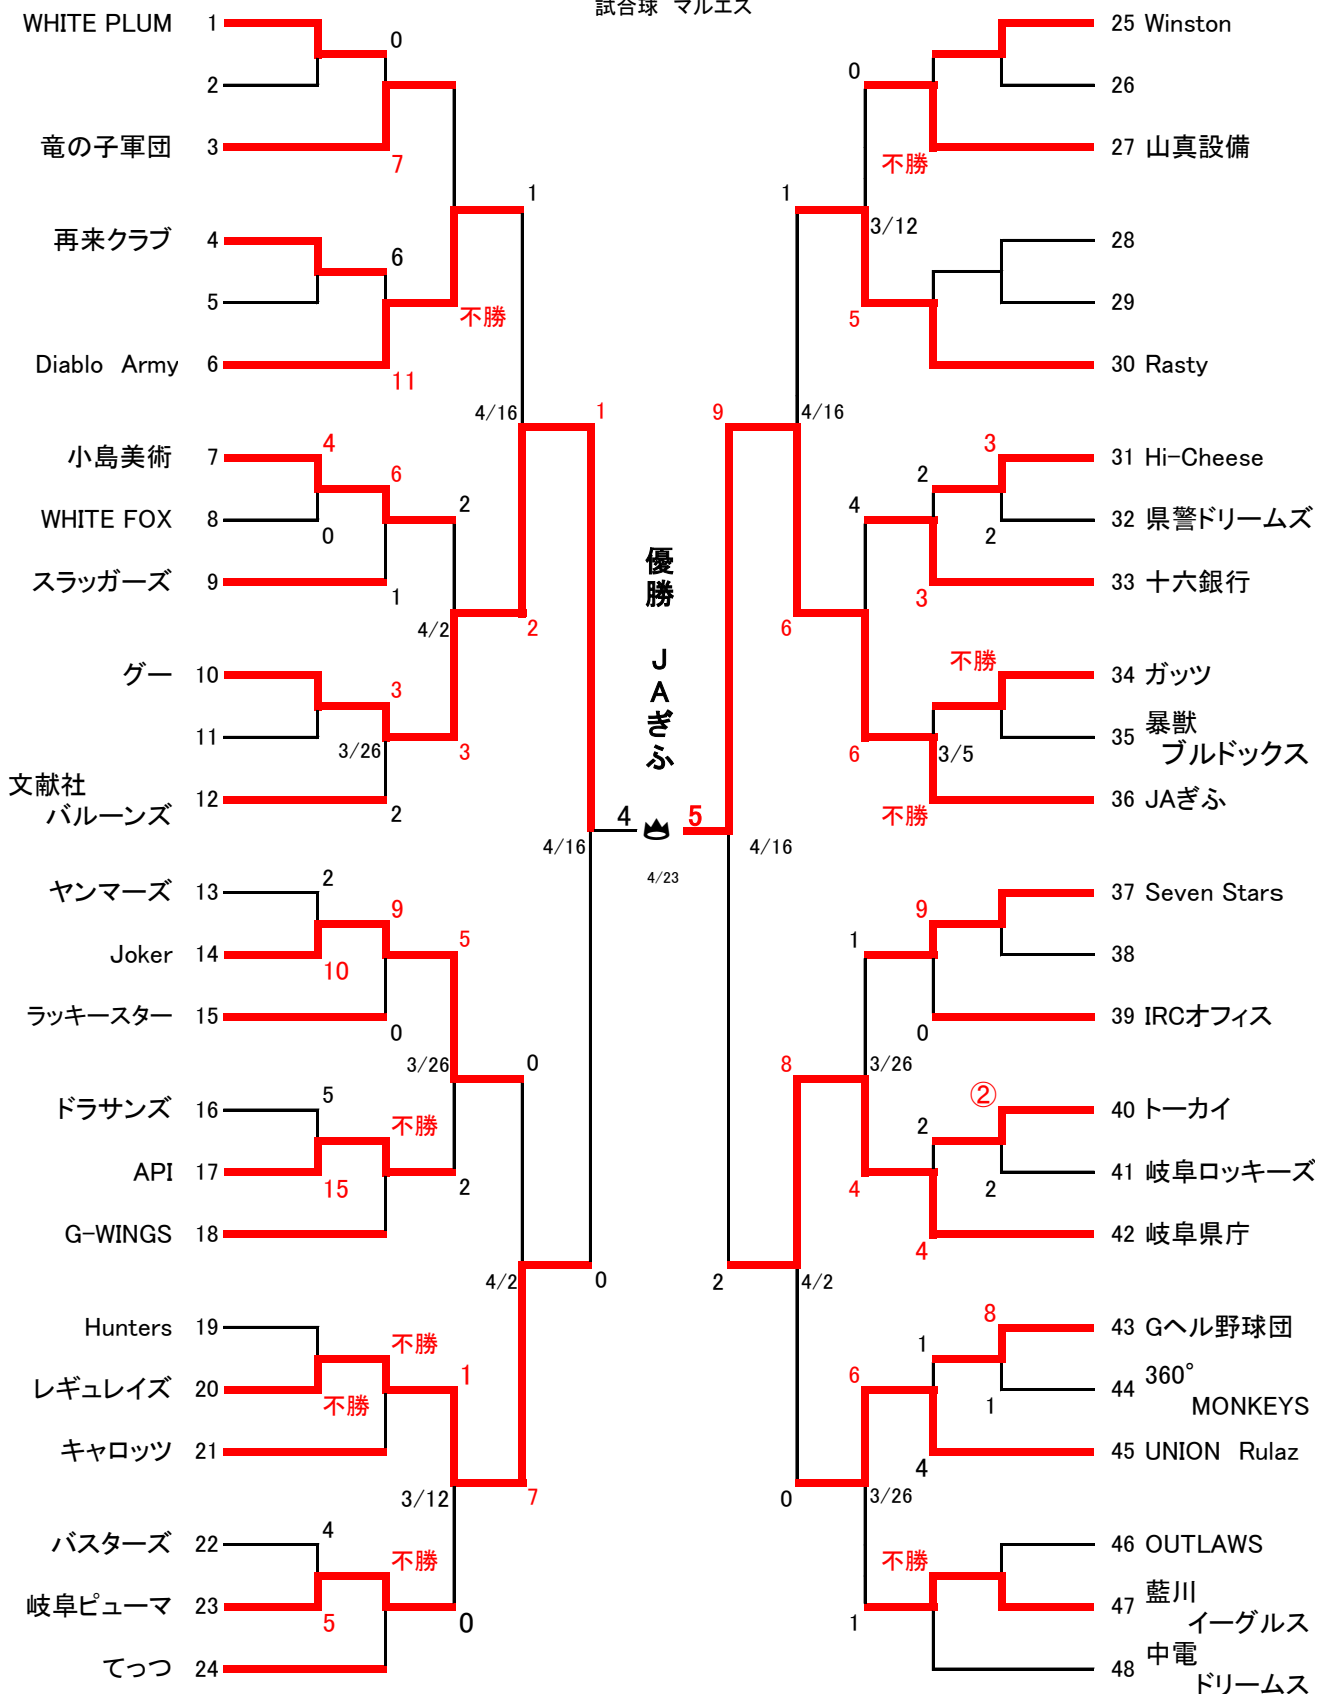 試合球 マルエス
WHITE PLUM 1
0
2
竜の子軍団 3
7
1
再来クラブ 4
6
5
不勝
Diablo Army 6
11
4/16
1
小島美術 7
4
6
2
WHITE FOX 8
0
スラッガーズ 9
1
4/2
2
グー 10
3
11
3/26
3
文献社
バルーンズ 12
2
4/16
ヤンマーズ 13
2
9
5
Joker 14
10
ラッキースター 15
0
3/26
0
ドラサンズ 16
5
不勝
API 17
15
2
G-WINGS 18
4/2
0
Hunters 19
不勝
1
レギュレイズ 20
不勝
キャロッツ 21
3/12
7
バスターズ 22
4
不勝
岐阜ピューマ 23
5
0
てっつ 24
優勝 JAぎふ
4
5
4/23
25 Winston
0
26
不勝
27 山真設備
1
3/12
28
29
5
30 Rasty
9
4/16
3
31 Hi-Cheese
2
4
32 県警ドリームズ
2
33 十六銀行
3
6
不勝
34 ガッツ
35 暴獣
ブルドックス
6
3/5
36 JAぎふ
不勝
4/16
37 Seven Stars
9
1
38
39 IRCオフィス
0
8
3/26
②
40 トーカイ
2
41 岐阜ロッキーズ
2
4
42 岐阜県庁
4
2
4/2
8
43 Gヘル野球団
1
6
44 360°
MONKEYS
1
45 UNION Rulaz
4
0
3/26
46 OUTLAWS
不勝
47 藍川
イーグルス
1
48 中電
ドリームス